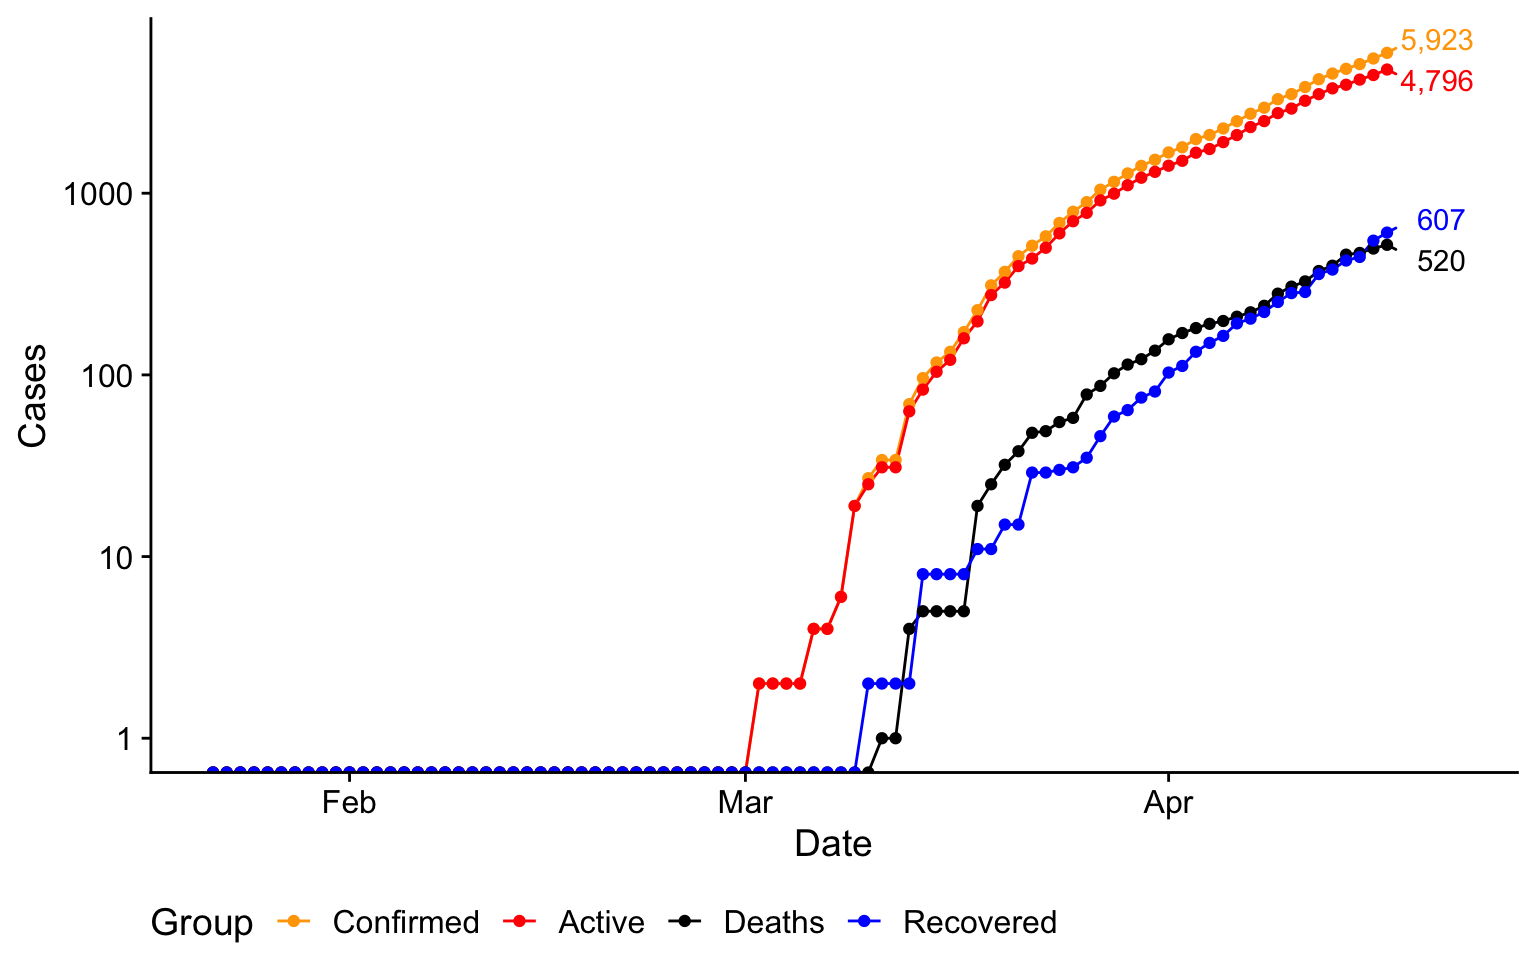 5,923
4,796
1000
607
520
Cases
100
10
1
Feb Mar Apr
Date
Group Confirmed Active Deaths Recovered